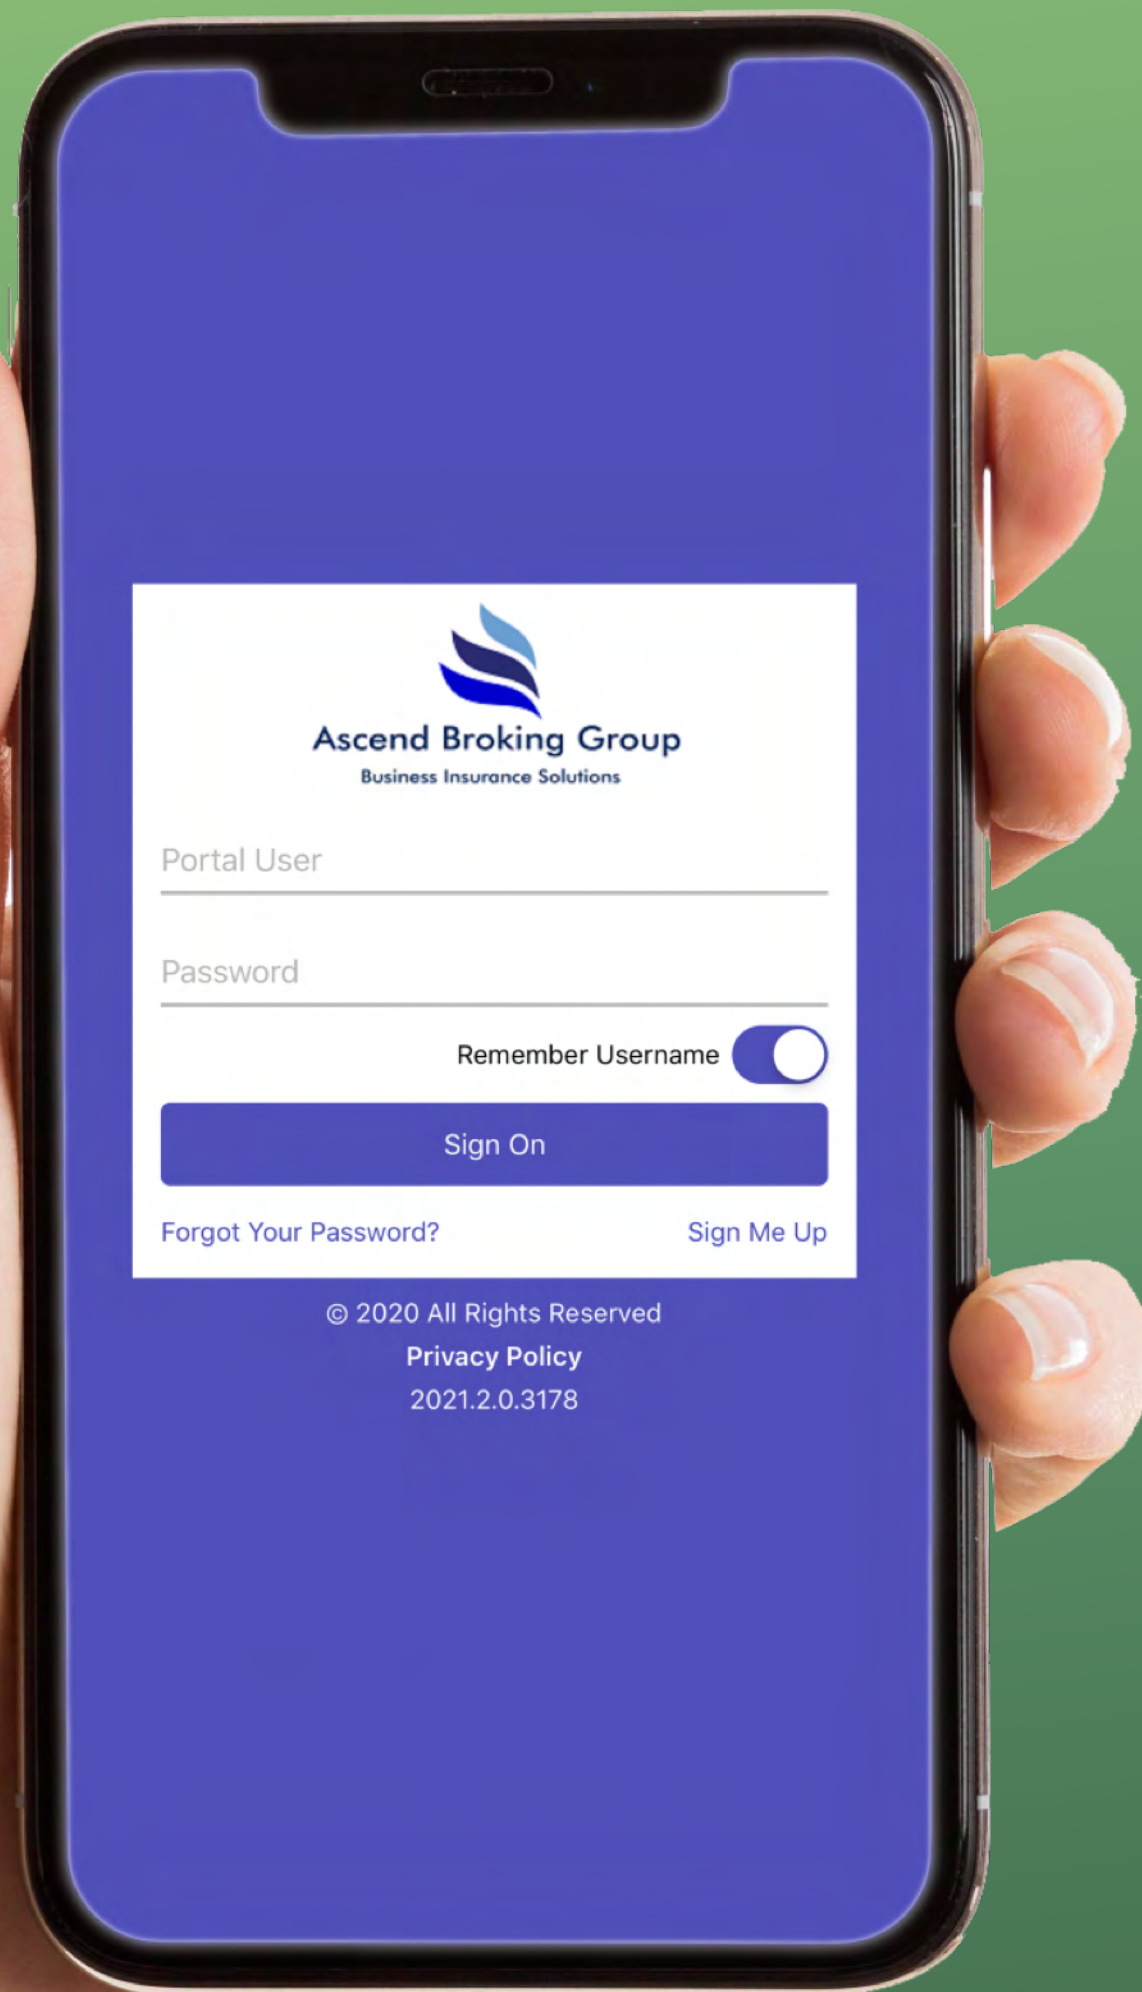 Ascend Broking Group
Business Insurance Solutions
Portal User
Password
Remember Username
Sign On
Forgot Your Password?
Sign Me Up
© 2020 All Rights Reserved
Privacy Policy
2021.2.0.3178